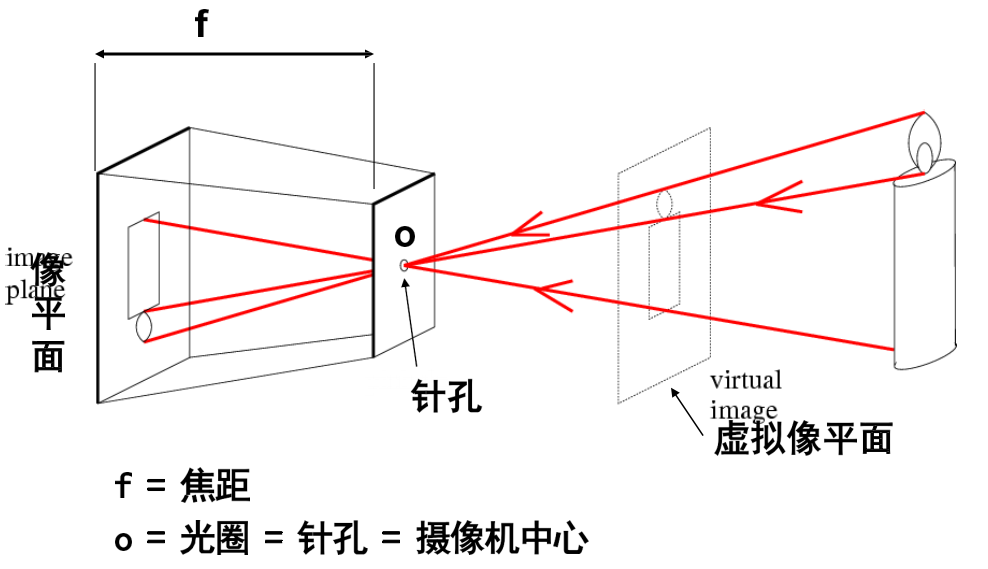 f
o
image
plane
像
平
面
针孔
virtual
image
虚拟像平面
f = 焦距
o = 光圈 = 针孔 = 摄像机中心